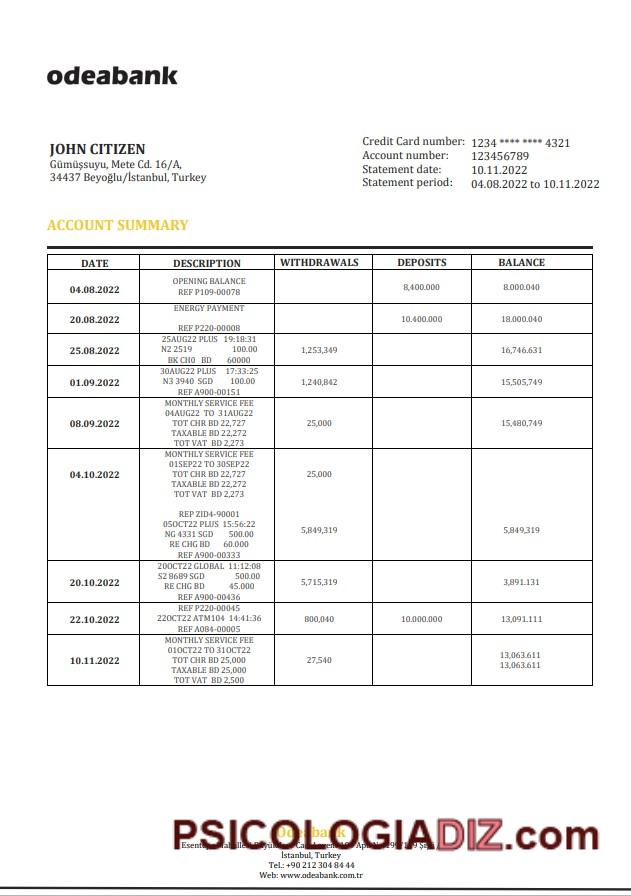 odeabank
JOHN CITIZEN
Gümüşsuyu, Mete Cd. 16/A,
34437 Beyoğlu/İstanbul, Turkey
Credit Card number: 1234 **** **** 4321
Account number: 123456789
Statement date: 10.11.2022
Statement period: 04.08.2022 to 10.11.2022
ACCOUNT SUMMARY
DATE DESCRIPTION WITHDRAWALS DEPOSITS BALANCE
04.08.2022 OPENING BALANCE 8,400.000 8.000.040
REF P109-00078
20.08.2022 ENERGY PAYMENT 10.400.000 18.000.040
REF P220-00008
25.08.2022 25AUG22 PLUS 19:18:31 1,253,349 16,746.631
N2 2519 100.00
BK CH0 BD 60000
01.09.2022 30AUG22 PLUS 17:33:25 1,240,842 15,505,749
N3 3940 SGD 100.00
REF A900-00151
08.09.2022 MONTHLY SERVICE FEE 25,000 15,480,749
04AUG22 TO 31AUG22
TOT CHR BD 22,727
TAXABLE BD 22,272
TOT VAT BD 2,273
04.10.2022 MONTHLY SERVICE FEE 25,000
01SEP22 TO 30SEP22
TOT CHR BD 22,727
TAXABLE BD 22,272
TOT VAT BD 2,273
REP ZID4-90001
05OCT22 PLUS 15:56:22
NG 4331 SGD 500.00 5,849,319 5,849,319
RE CHG BD 60.000
REF A900-00333
20.10.2022 20OCT22 GLOBAL 11:12:08 5,715,319 3,891.131
S2 8689 SGD 500.00
RE CHG BD 45.000
REF A900-00436
22.10.2022 REF P220-00045 800,040 10.000.000 13,091.111
22OCT22 ATM104 14:41:36
REF A084-00005
10.11.2022 MONTHLY SERVICE FEE 27,540 13,063.611
01OCT22 TO 31OCT22 13,063.611
TOT CHR BD 25,000
TAXABLE BD 25,000
TOT VAT BD 2,500
Odeabank
PSICOLOGIADIZ.com
İstanbul, Turkey
Tel.: +90 212 304 84 44
Web: www.odeabank.com.tr